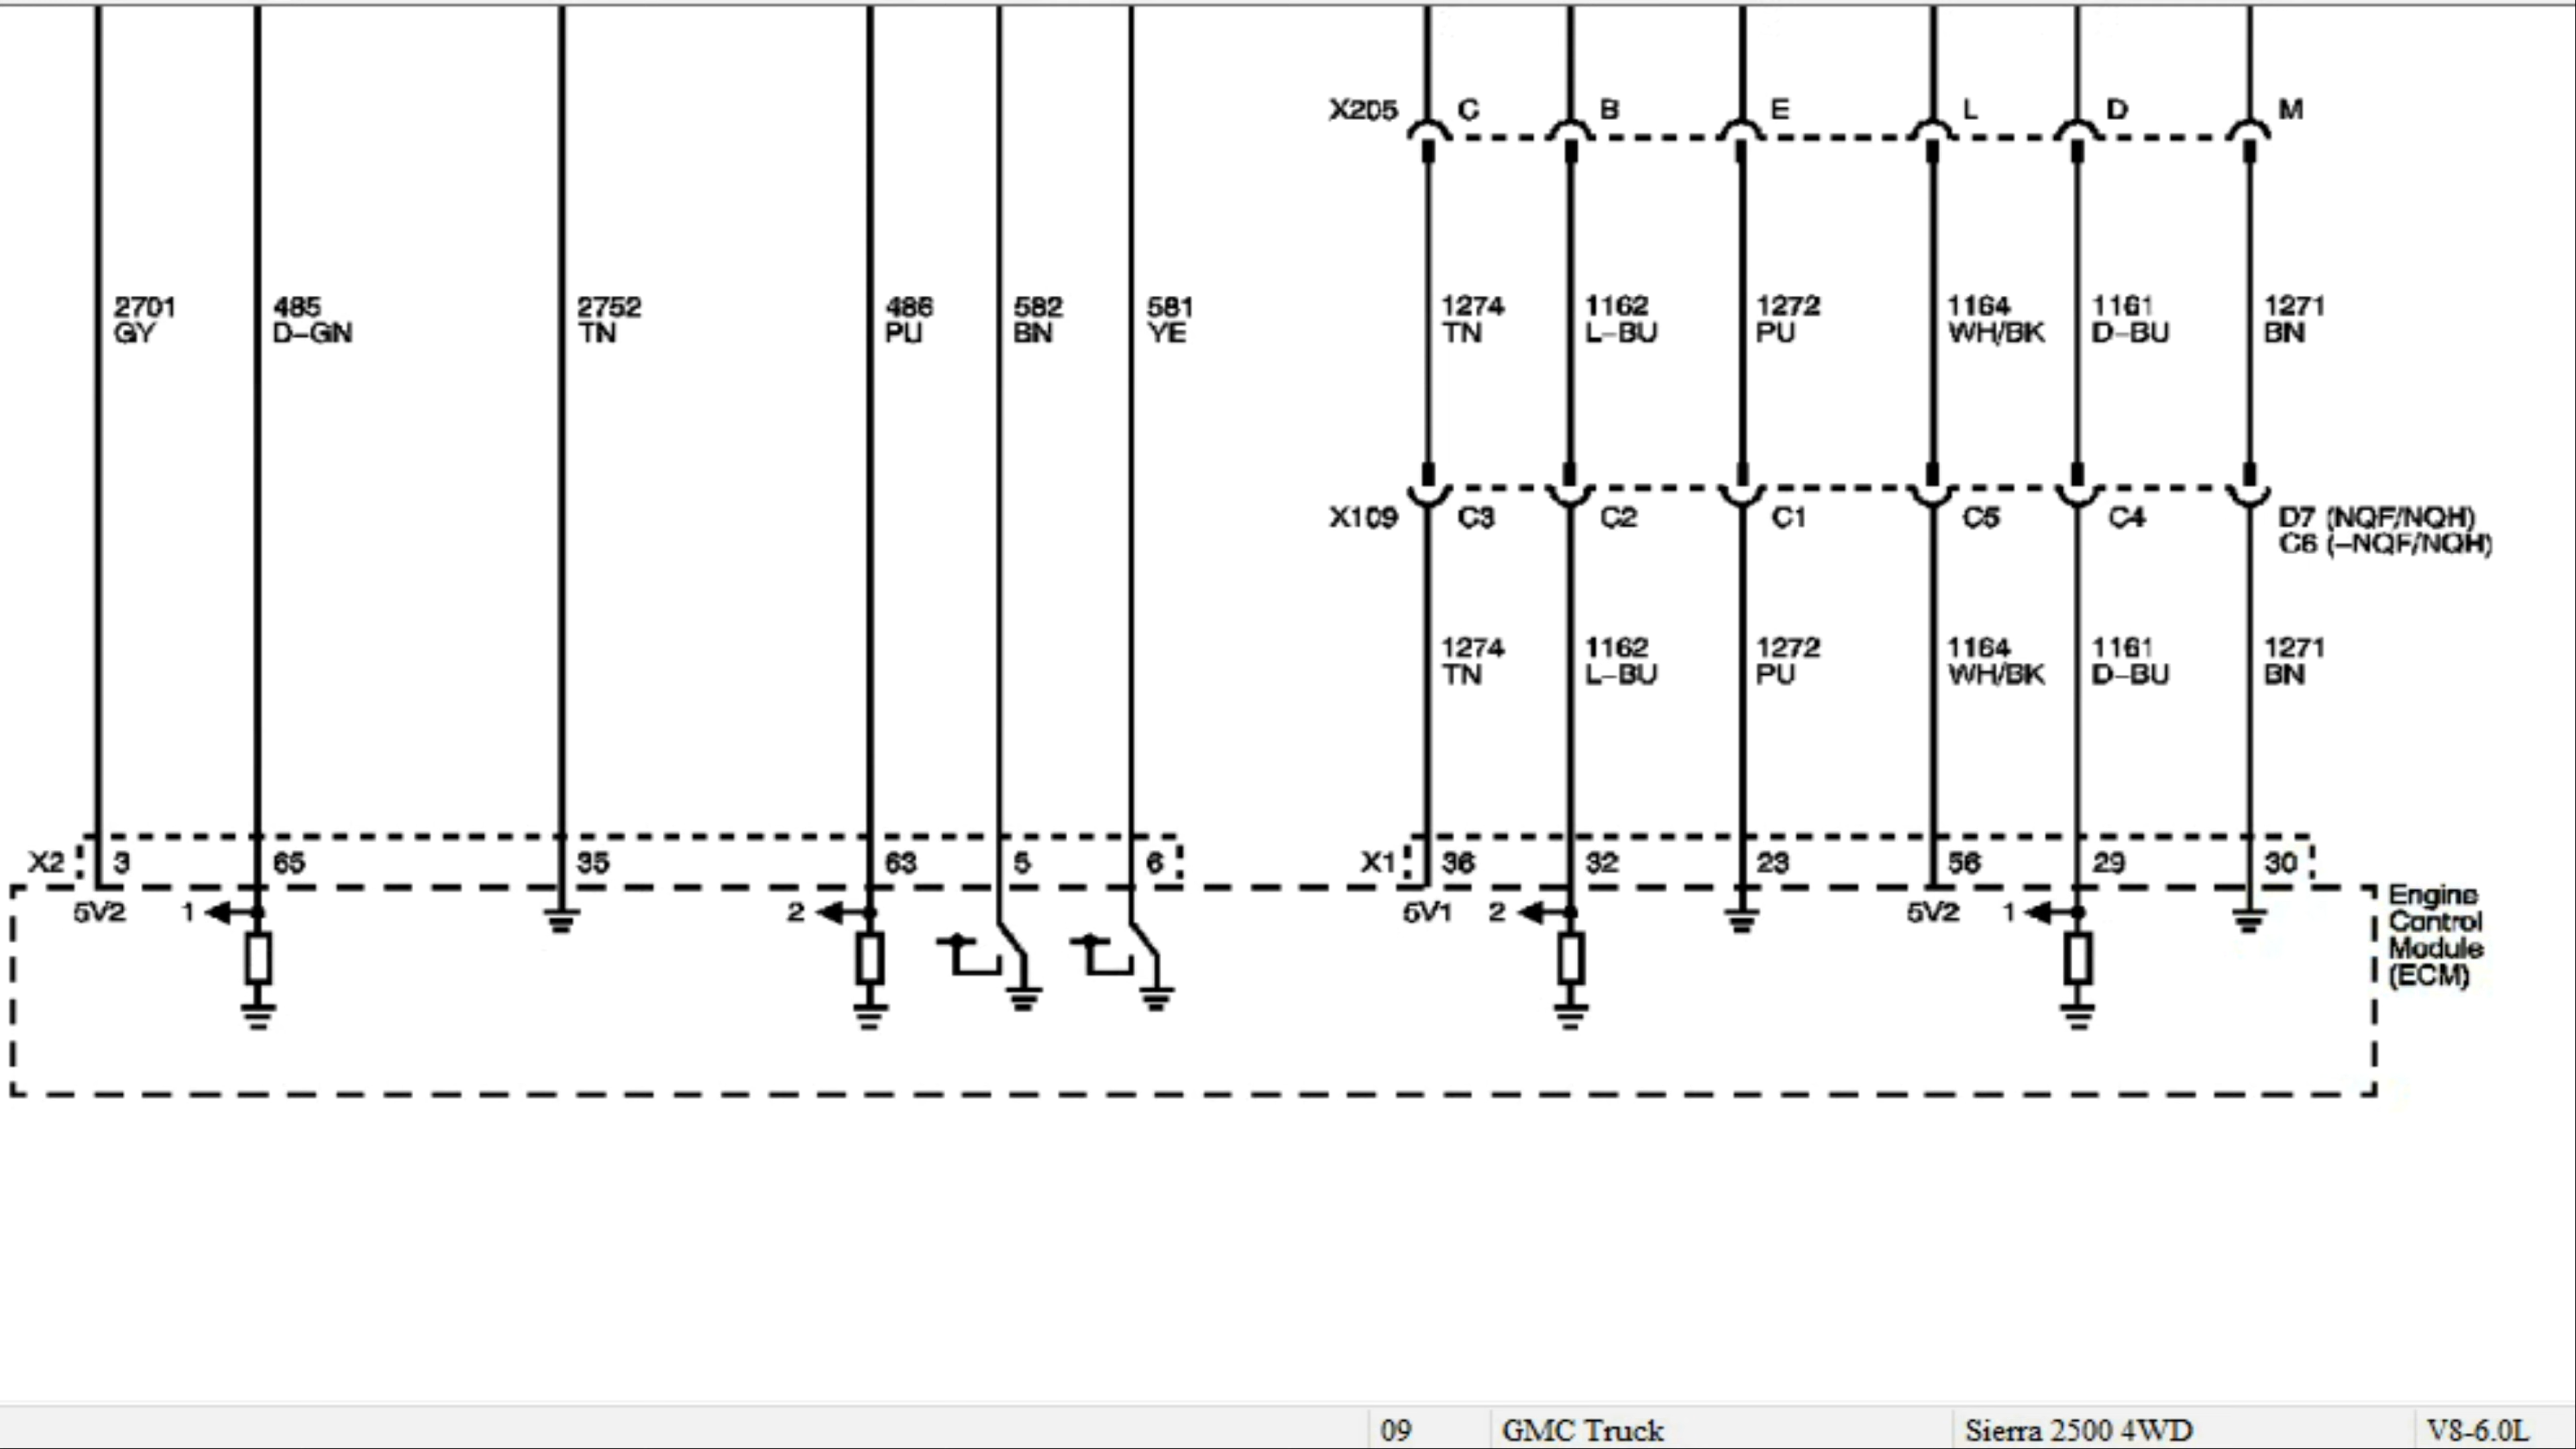 X205 C B E L D M
2701 485 2752 486 582 581 1274 1162 1272 1164 1161 1271
GY D-GN TN PU BN YE TN L-BU PU WH/BK D-BU BN
X109 C3 C2 C1 C5 C4 D7 (NQF/NQH)
C6 (-NQF/NQH)
1274 1162 1272 1164 1161 1271
TN L-BU PU WH/BK D-BU BN
X2 3 65 35 63 5 6 X1 36 32 23 56 29 30
5V2 1 2 5V1 2 5V2 1
Engine
Control
Module
(ECM)
09 GMC Truck Sierra 2500 4WD V8-6.0L